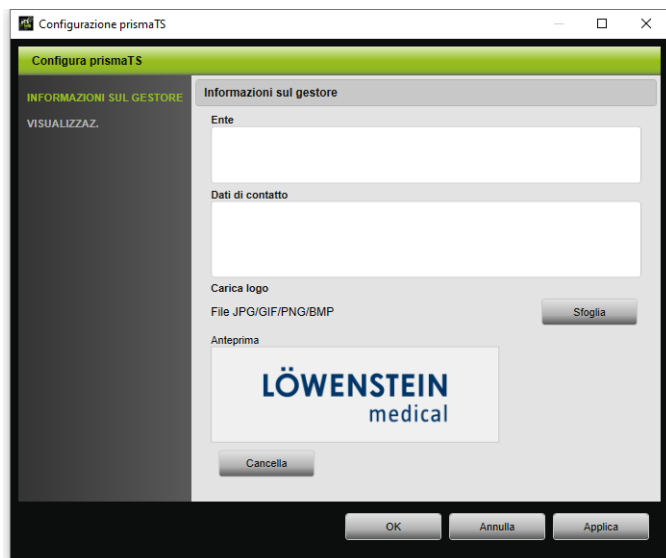 Configurazione prismaTS
Configura prismaTS
INFORMAZIONI SUL GESTORE
VISUALIZZAZ.
Informazioni sul gestore
Ente
Dati di contatto
Carica logo
File JPG/GIF/PNG/BMP
Sfoglia
Anteprima
LÖWENSTEIN
medical
Cancella
OK
Annulla
Applica